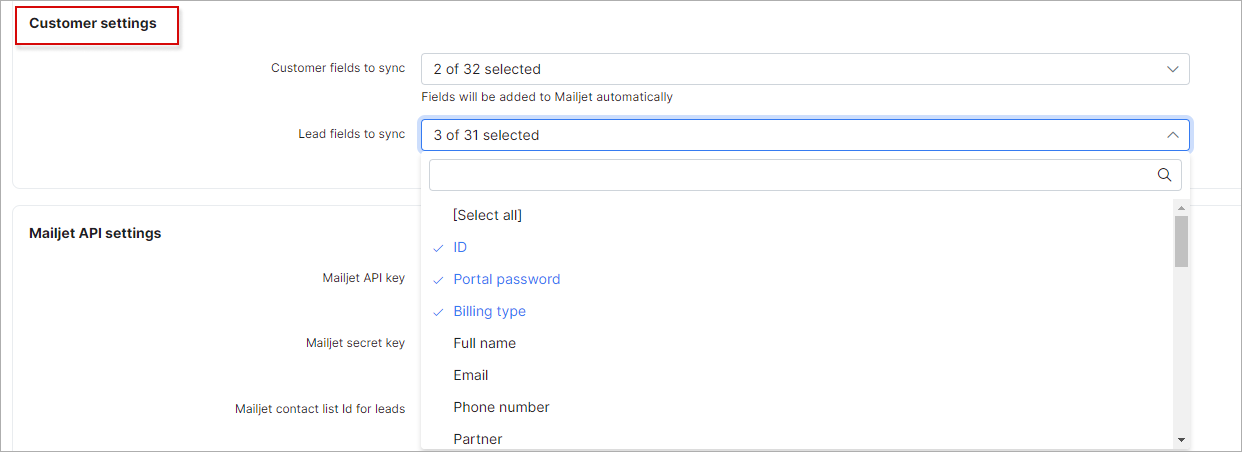 Customer settings
Customer fields to sync
2 of 32 selected
Fields will be added to Mailjet automatically
Lead fields to sync
3 of 31 selected
[Select all]
Mailjet API settings
ID
Mailjet API key
Portal password
Billing type
Mailjet secret key
Full name
Email
Mailjet contact list Id for leads
Phone number
Partner